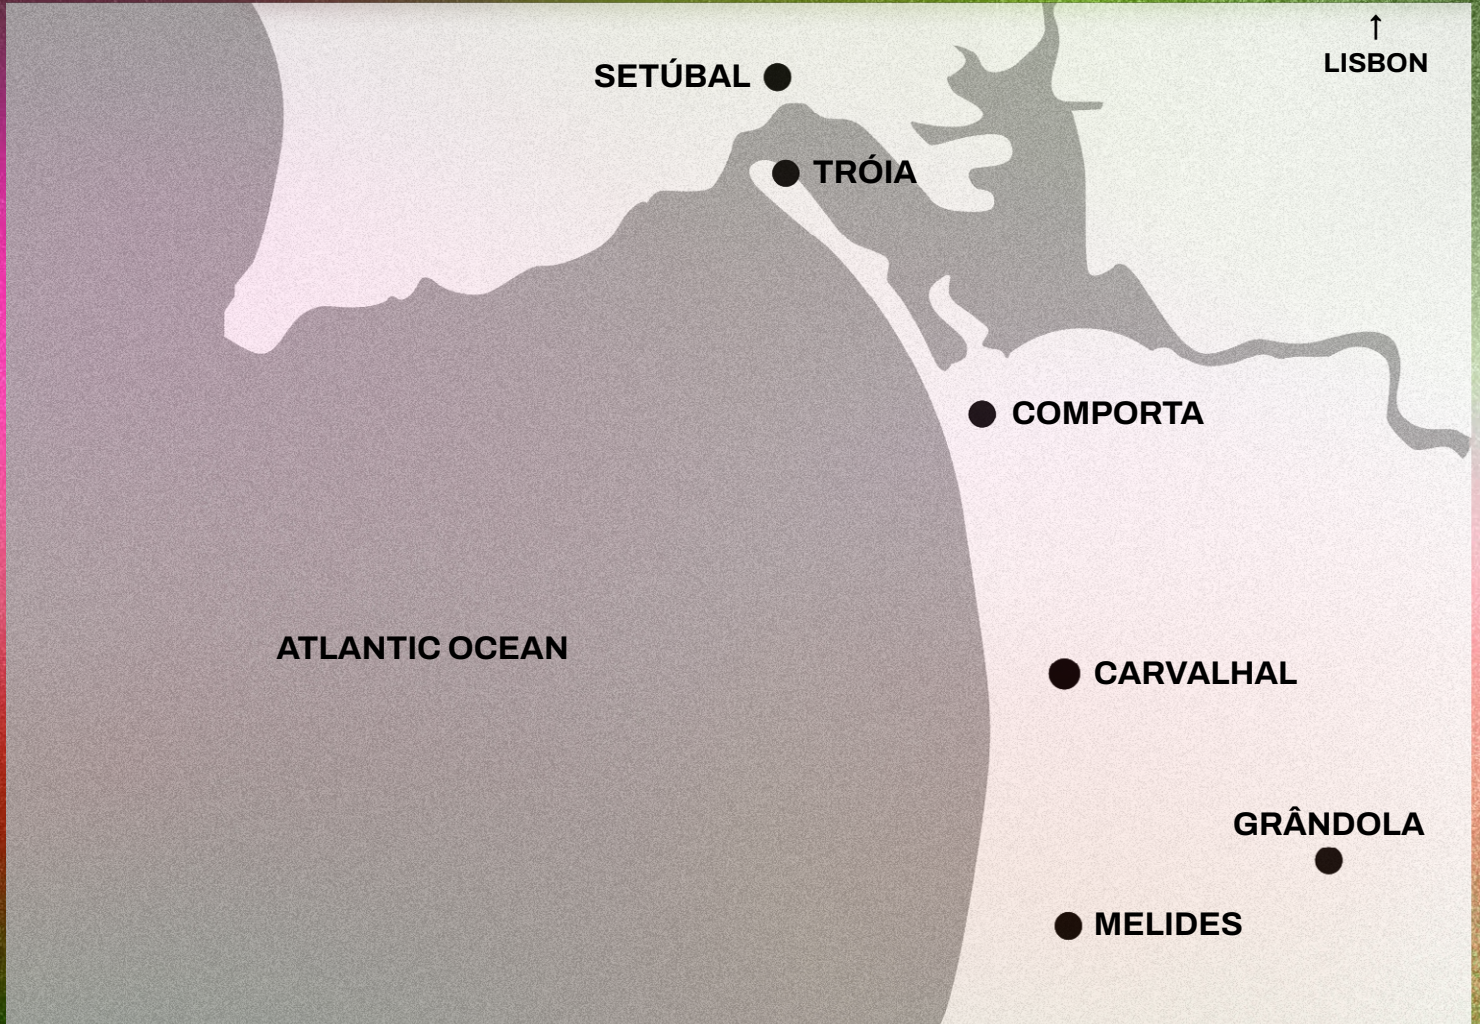 ↑
LISBON
SETÚBAL
TRÓIA
COMPORTA
ATLANTIC OCEAN
CARVALHAL
GRÂNDOLA
MELIDES